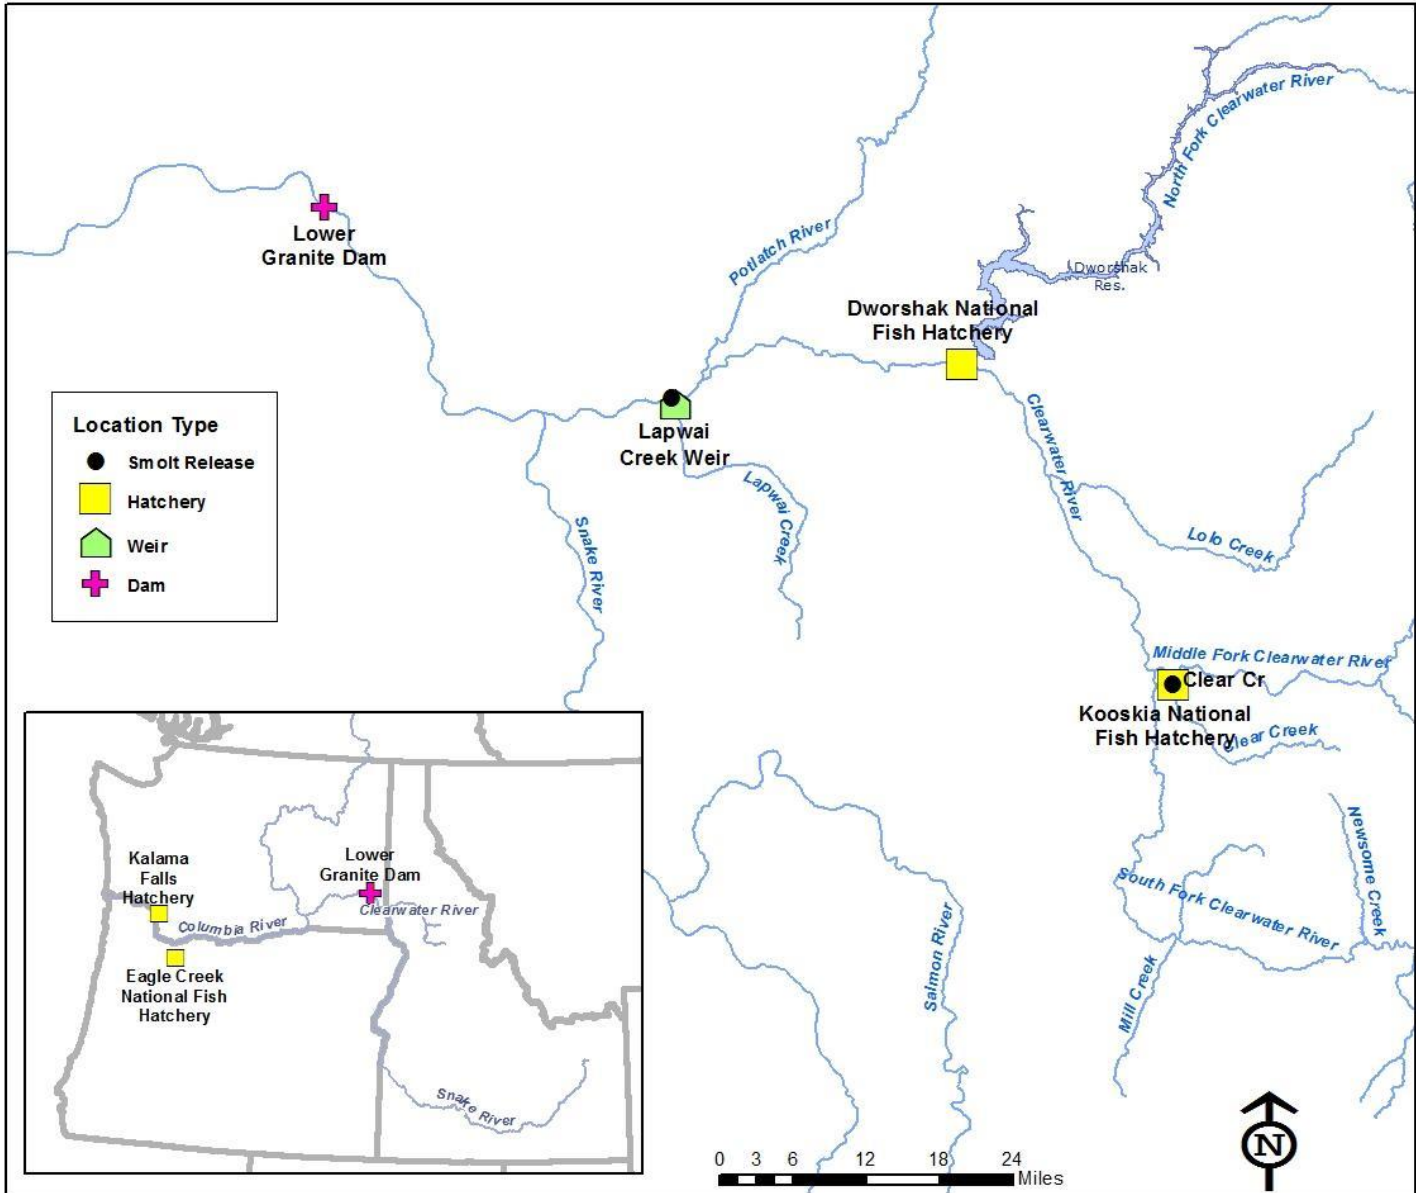 North Fork Clearwater River
Lower
Granite Dam
Potlatch River
Dworshak
Res.
Dworshak National
Fish Hatchery
Location Type
Smolt Release
Hatchery
Weir
Dam
Lapwai
Creek Weir
Clearwater River
Lapwai Creek
Snake River
Lolo Creek
Middle Fork Clearwater River
Clear Cr
Kooskia National
Fish Hatchery
Clear Creek
Newsome Creek
South Fork Clearwater River
Mill Creek
Salmon River
Kalama
Falls
Hatchery
Lower
Granite Dam
Clearwater River
Columbia River
Eagle Creek
National Fish
Hatchery
Snake River
0 3 6 12 18 24
Miles
N